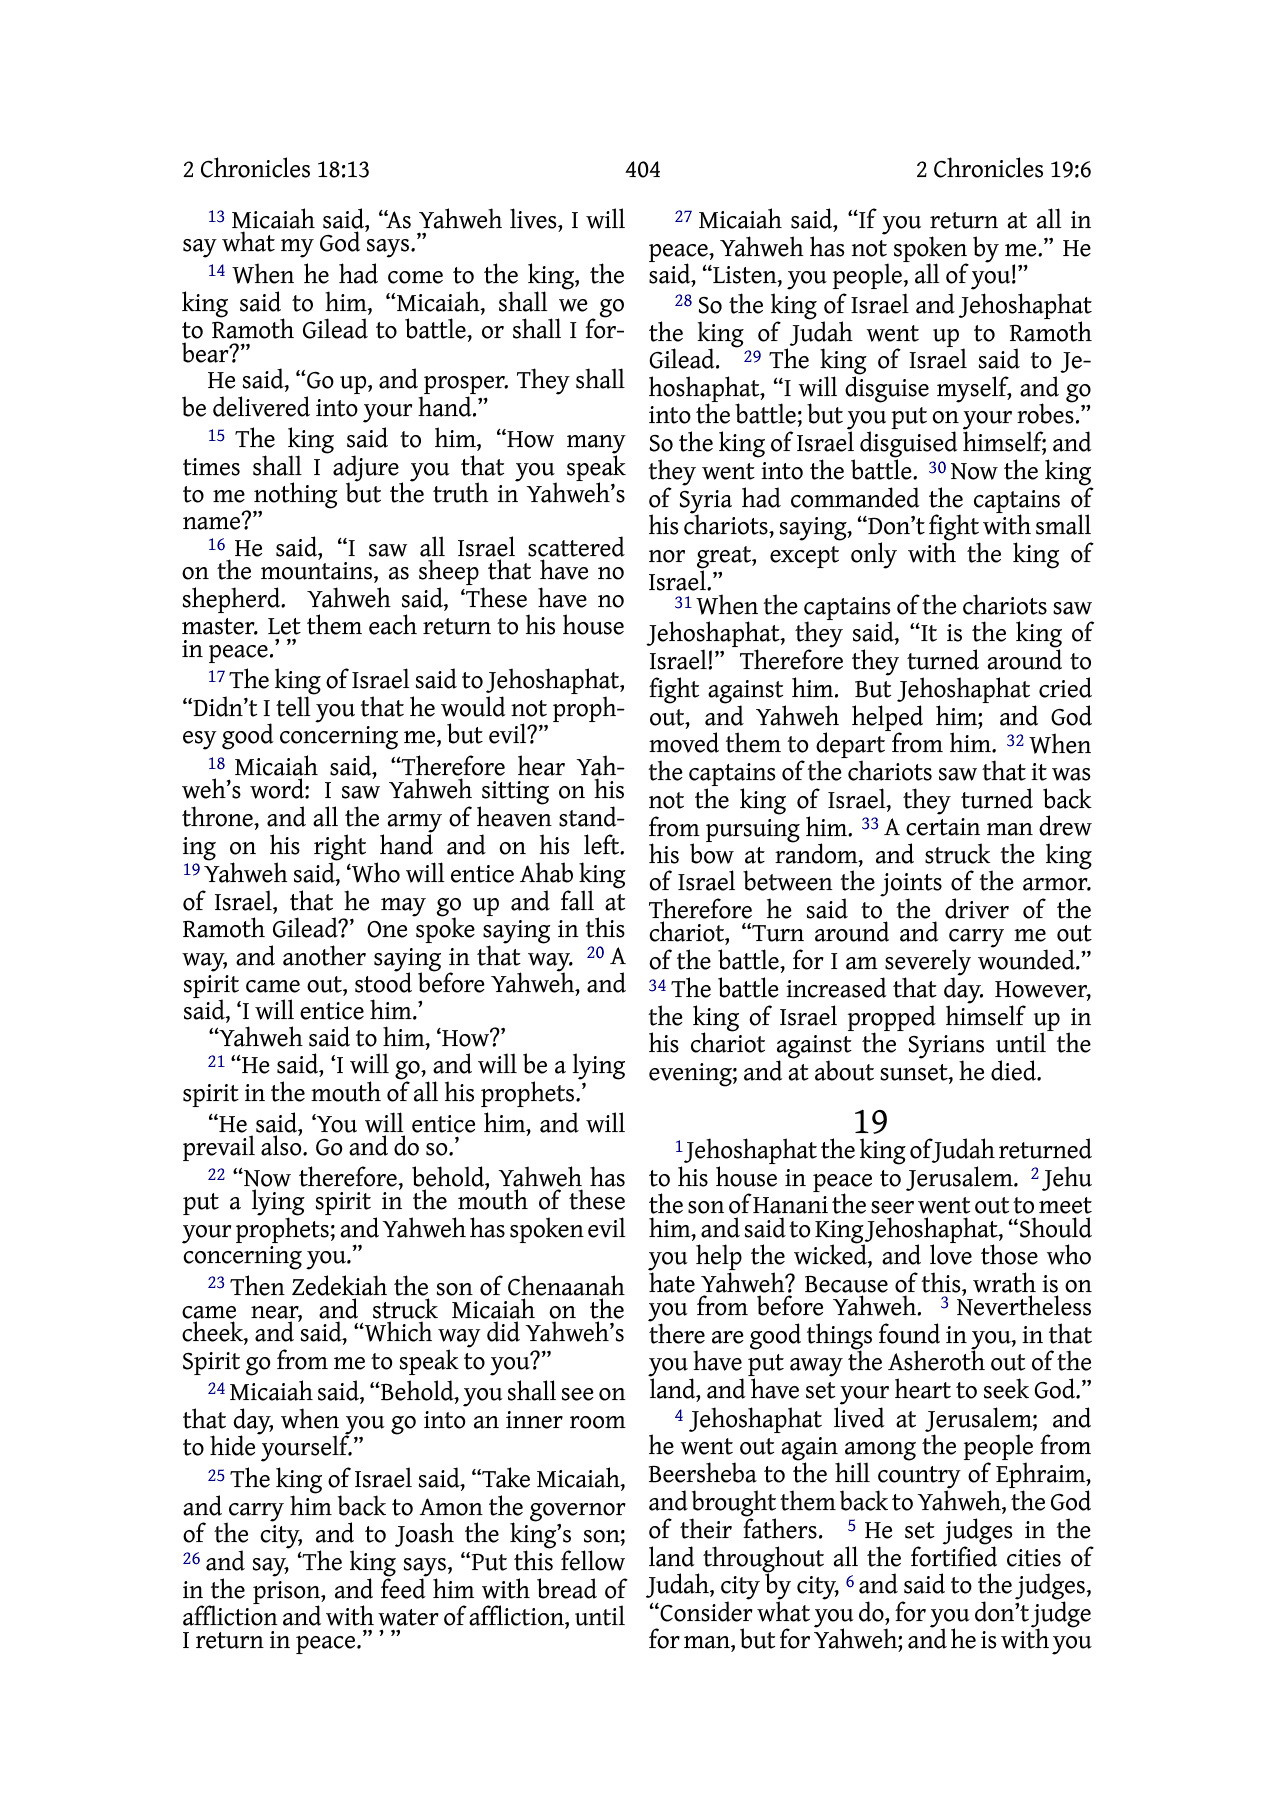 2 Chronicles 18:13
404
2 Chronicles 19:6
13 Micaiah said, “As Yahweh lives, I will
say what my God says.”
14 When he had come to the king, the
king said to him, “Micaiah, shall we go
to Ramoth Gilead to battle, or shall I for-
bear?”
He said, “Go up, and prosper. They shall
be delivered into your hand.”
15 The king said to him, “How many
times shall I adjure you that you speak
to me nothing but the truth in Yahweh’s
name?”
16 He said, “I saw all Israel scattered
on the mountains, as sheep that have no
shepherd. Yahweh said, ‘These have no
master. Let them each return to his house
in peace.’ ”
17 The king of Israel said to Jehoshaphat,
“Didn’t I tell you that he would not proph-
esy good concerning me, but evil?”
18 Micaiah said, “Therefore hear Yah-
weh’s word: I saw Yahweh sitting on his
throne, and all the army of heaven stand-
ing on his right hand and on his left.
19 Yahweh said, ‘Who will entice Ahab king
of Israel, that he may go up and fall at
Ramoth Gilead?’ One spoke saying in this
way, and another saying in that way. 20 A
spirit came out, stood before Yahweh, and
said, ‘I will entice him.’
“Yahweh said to him, ‘How?’
21 “He said, ‘I will go, and will be a lying
spirit in the mouth of all his prophets.’
“He said, ‘You will entice him, and will
prevail also. Go and do so.’
22 “Now therefore, behold, Yahweh has
put a lying spirit in the mouth of these
your prophets; and Yahweh has spoken evil
concerning you.”
23 Then Zedekiah the son of Chenaanah
came near, and struck Micaiah on the
cheek, and said, “Which way did Yahweh’s
Spirit go from me to speak to you?”
24 Micaiah said, “Behold, you shall see on
that day, when you go into an inner room
to hide yourself.”
25 The king of Israel said, “Take Micaiah,
and carry him back to Amon the governor
of the city, and to Joash the king’s son;
26 and say, ‘The king says, “Put this fellow
in the prison, and feed him with bread of
affliction and with water of affliction, until
I return in peace.” ’ ”
27 Micaiah said, “If you return at all in
peace, Yahweh has not spoken by me.” He
said, “Listen, you people, all of you!”
28 So the king of Israel and Jehoshaphat
the king of Judah went up to Ramoth
Gilead. 29 The king of Israel said to Je-
hoshaphat, “I will disguise myself, and go
into the battle; but you put on your robes.”
So the king of Israel disguised himself; and
they went into the battle. 30 Now the king
of Syria had commanded the captains of
his chariots, saying, “Don’t fight with small
nor great, except only with the king of
Israel.”
31 When the captains of the chariots saw
Jehoshaphat, they said, “It is the king of
Israel!” Therefore they turned around to
fight against him. But Jehoshaphat cried
out, and Yahweh helped him; and God
moved them to depart from him. 32 When
the captains of the chariots saw that it was
not the king of Israel, they turned back
from pursuing him. 33 A certain man drew
his bow at random, and struck the king
of Israel between the joints of the armor.
Therefore he said to the driver of the
chariot, “Turn around and carry me out
of the battle, for I am severely wounded.”
34 The battle increased that day. However,
the king of Israel propped himself up in
his chariot against the Syrians until the
evening; and at about sunset, he died.
19
1 Jehoshaphat the king of Judah returned
to his house in peace to Jerusalem. 2 Jehu
the son of Hanani the seer went out to meet
him, and said to King Jehoshaphat, “Should
you help the wicked, and love those who
hate Yahweh? Because of this, wrath is on
you from before Yahweh. 3 Nevertheless
there are good things found in you, in that
you have put away the Asheroth out of the
land, and have set your heart to seek God.”
4 Jehoshaphat lived at Jerusalem; and
he went out again among the people from
Beersheba to the hill country of Ephraim,
and brought them back to Yahweh, the God
of their fathers. 5 He set judges in the
land throughout all the fortified cities of
Judah, city by city, 6 and said to the judges,
“Consider what you do, for you don’t judge
for man, but for Yahweh; and he is with you